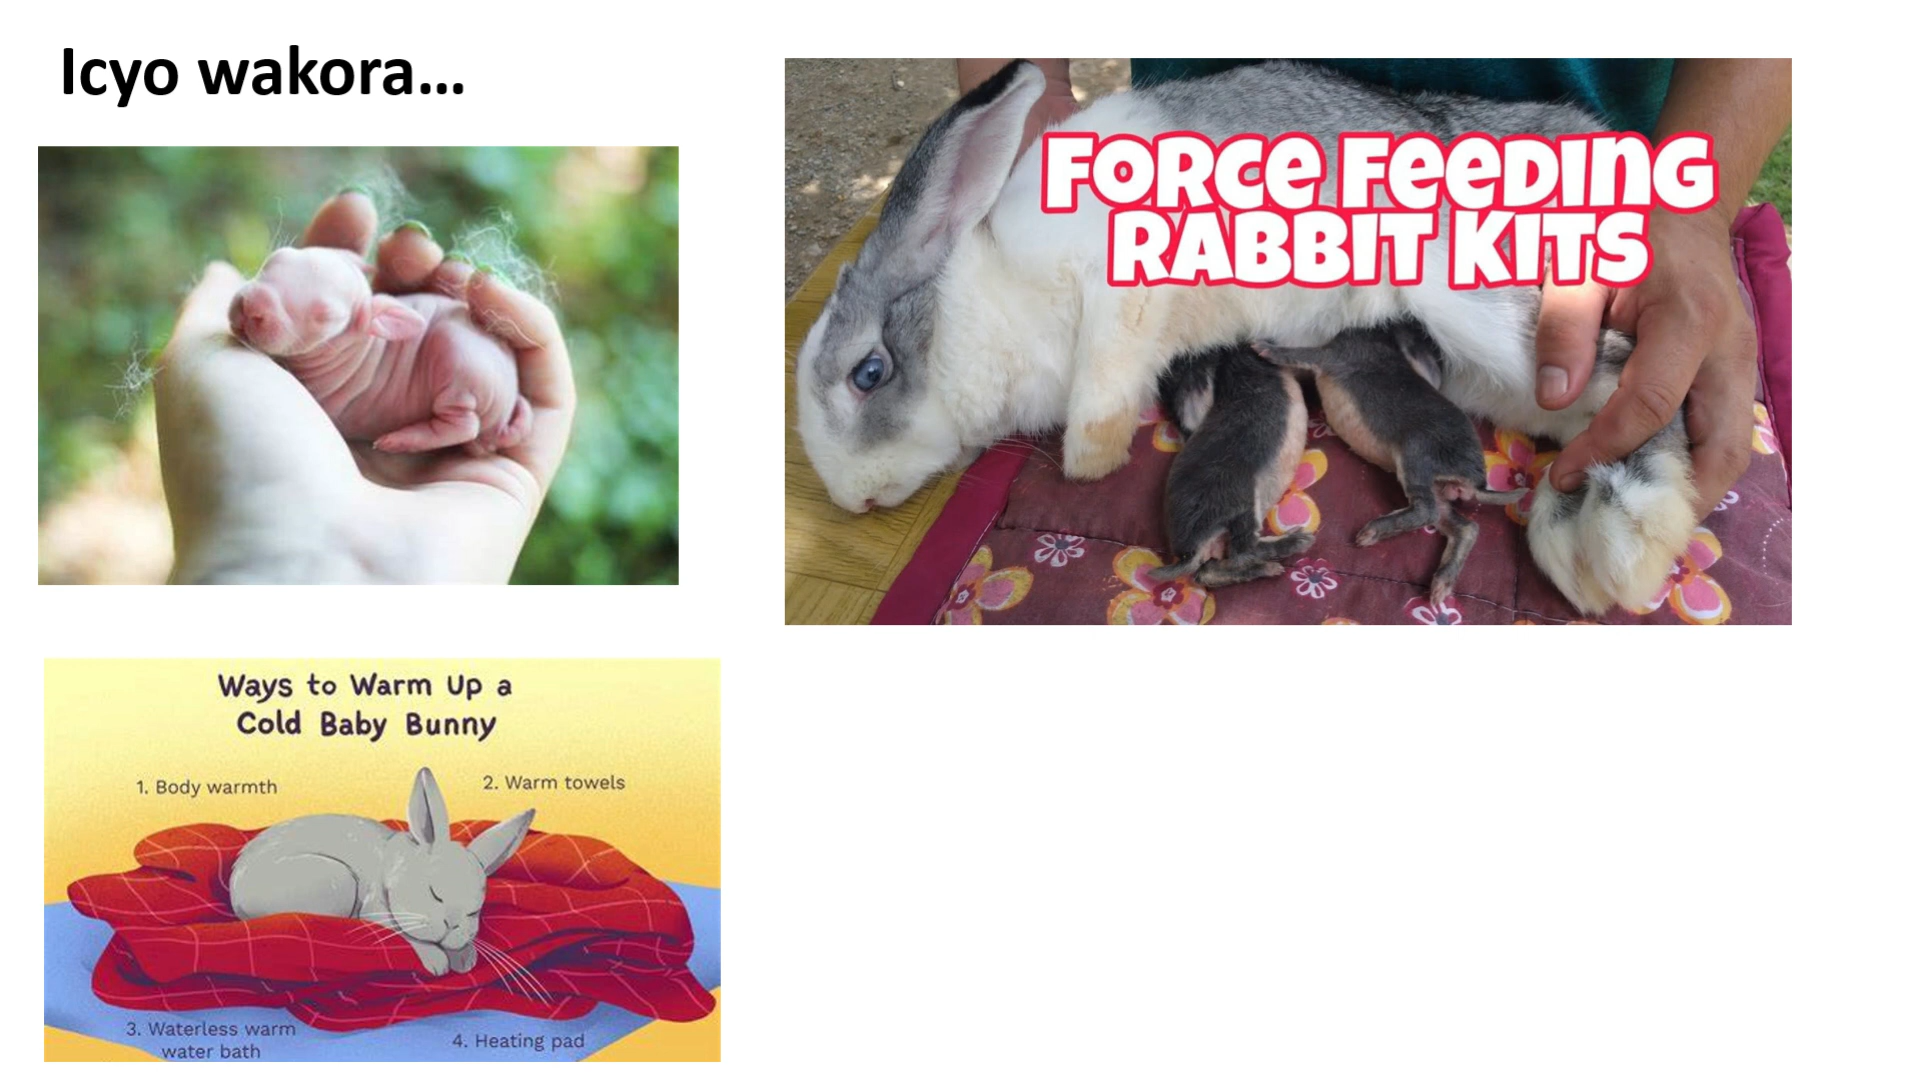 Icyo wakora...
FORCE FEEDING
RABBIT KITS
Ways to Warm Up a
Cold Baby Bunny
1. Body warmth
2. Warm towels
3. Waterless warm
water bath
4. Heating pad